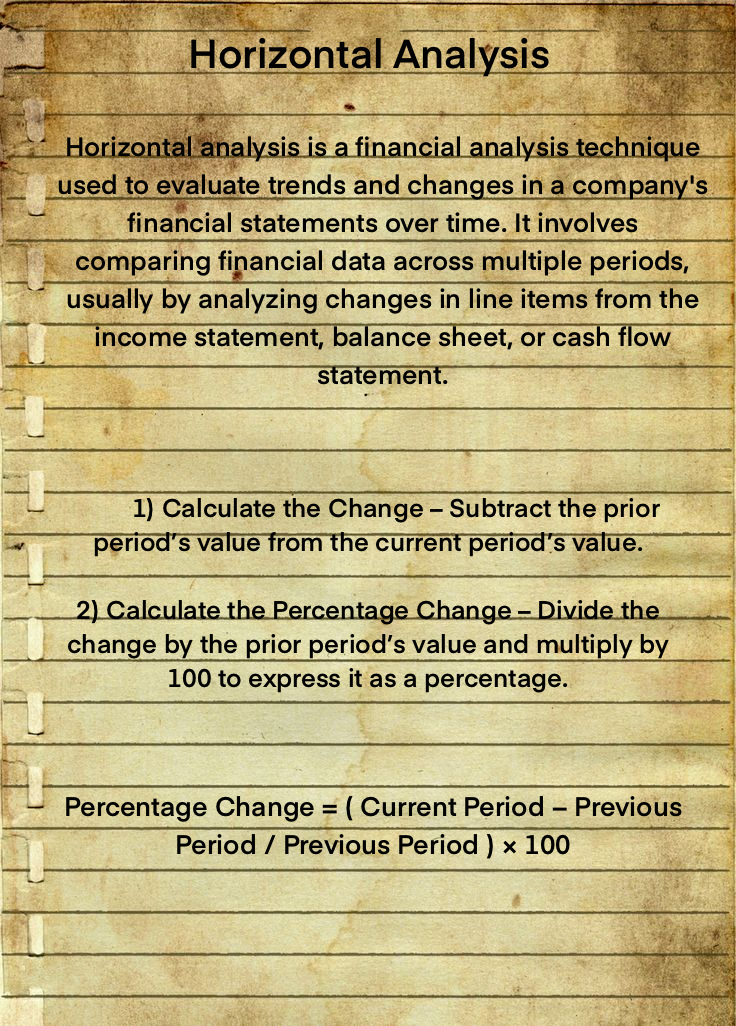 Horizontal Analysis
Horizontal analysis is a financial analysis technique
used to evaluate trends and changes in a company's
financial statements over time. It involves
comparing financial data across multiple periods,
usually by analyzing changes in line items from the
income statement, balance sheet, or cash flow
statement.
1) Calculate the Change – Subtract the prior
period’s value from the current period’s value.
2) Calculate the Percentage Change – Divide the
change by the prior period’s value and multiply by
100 to express it as a percentage.
Percentage Change = ( Current Period – Previous
Period / Previous Period ) × 100